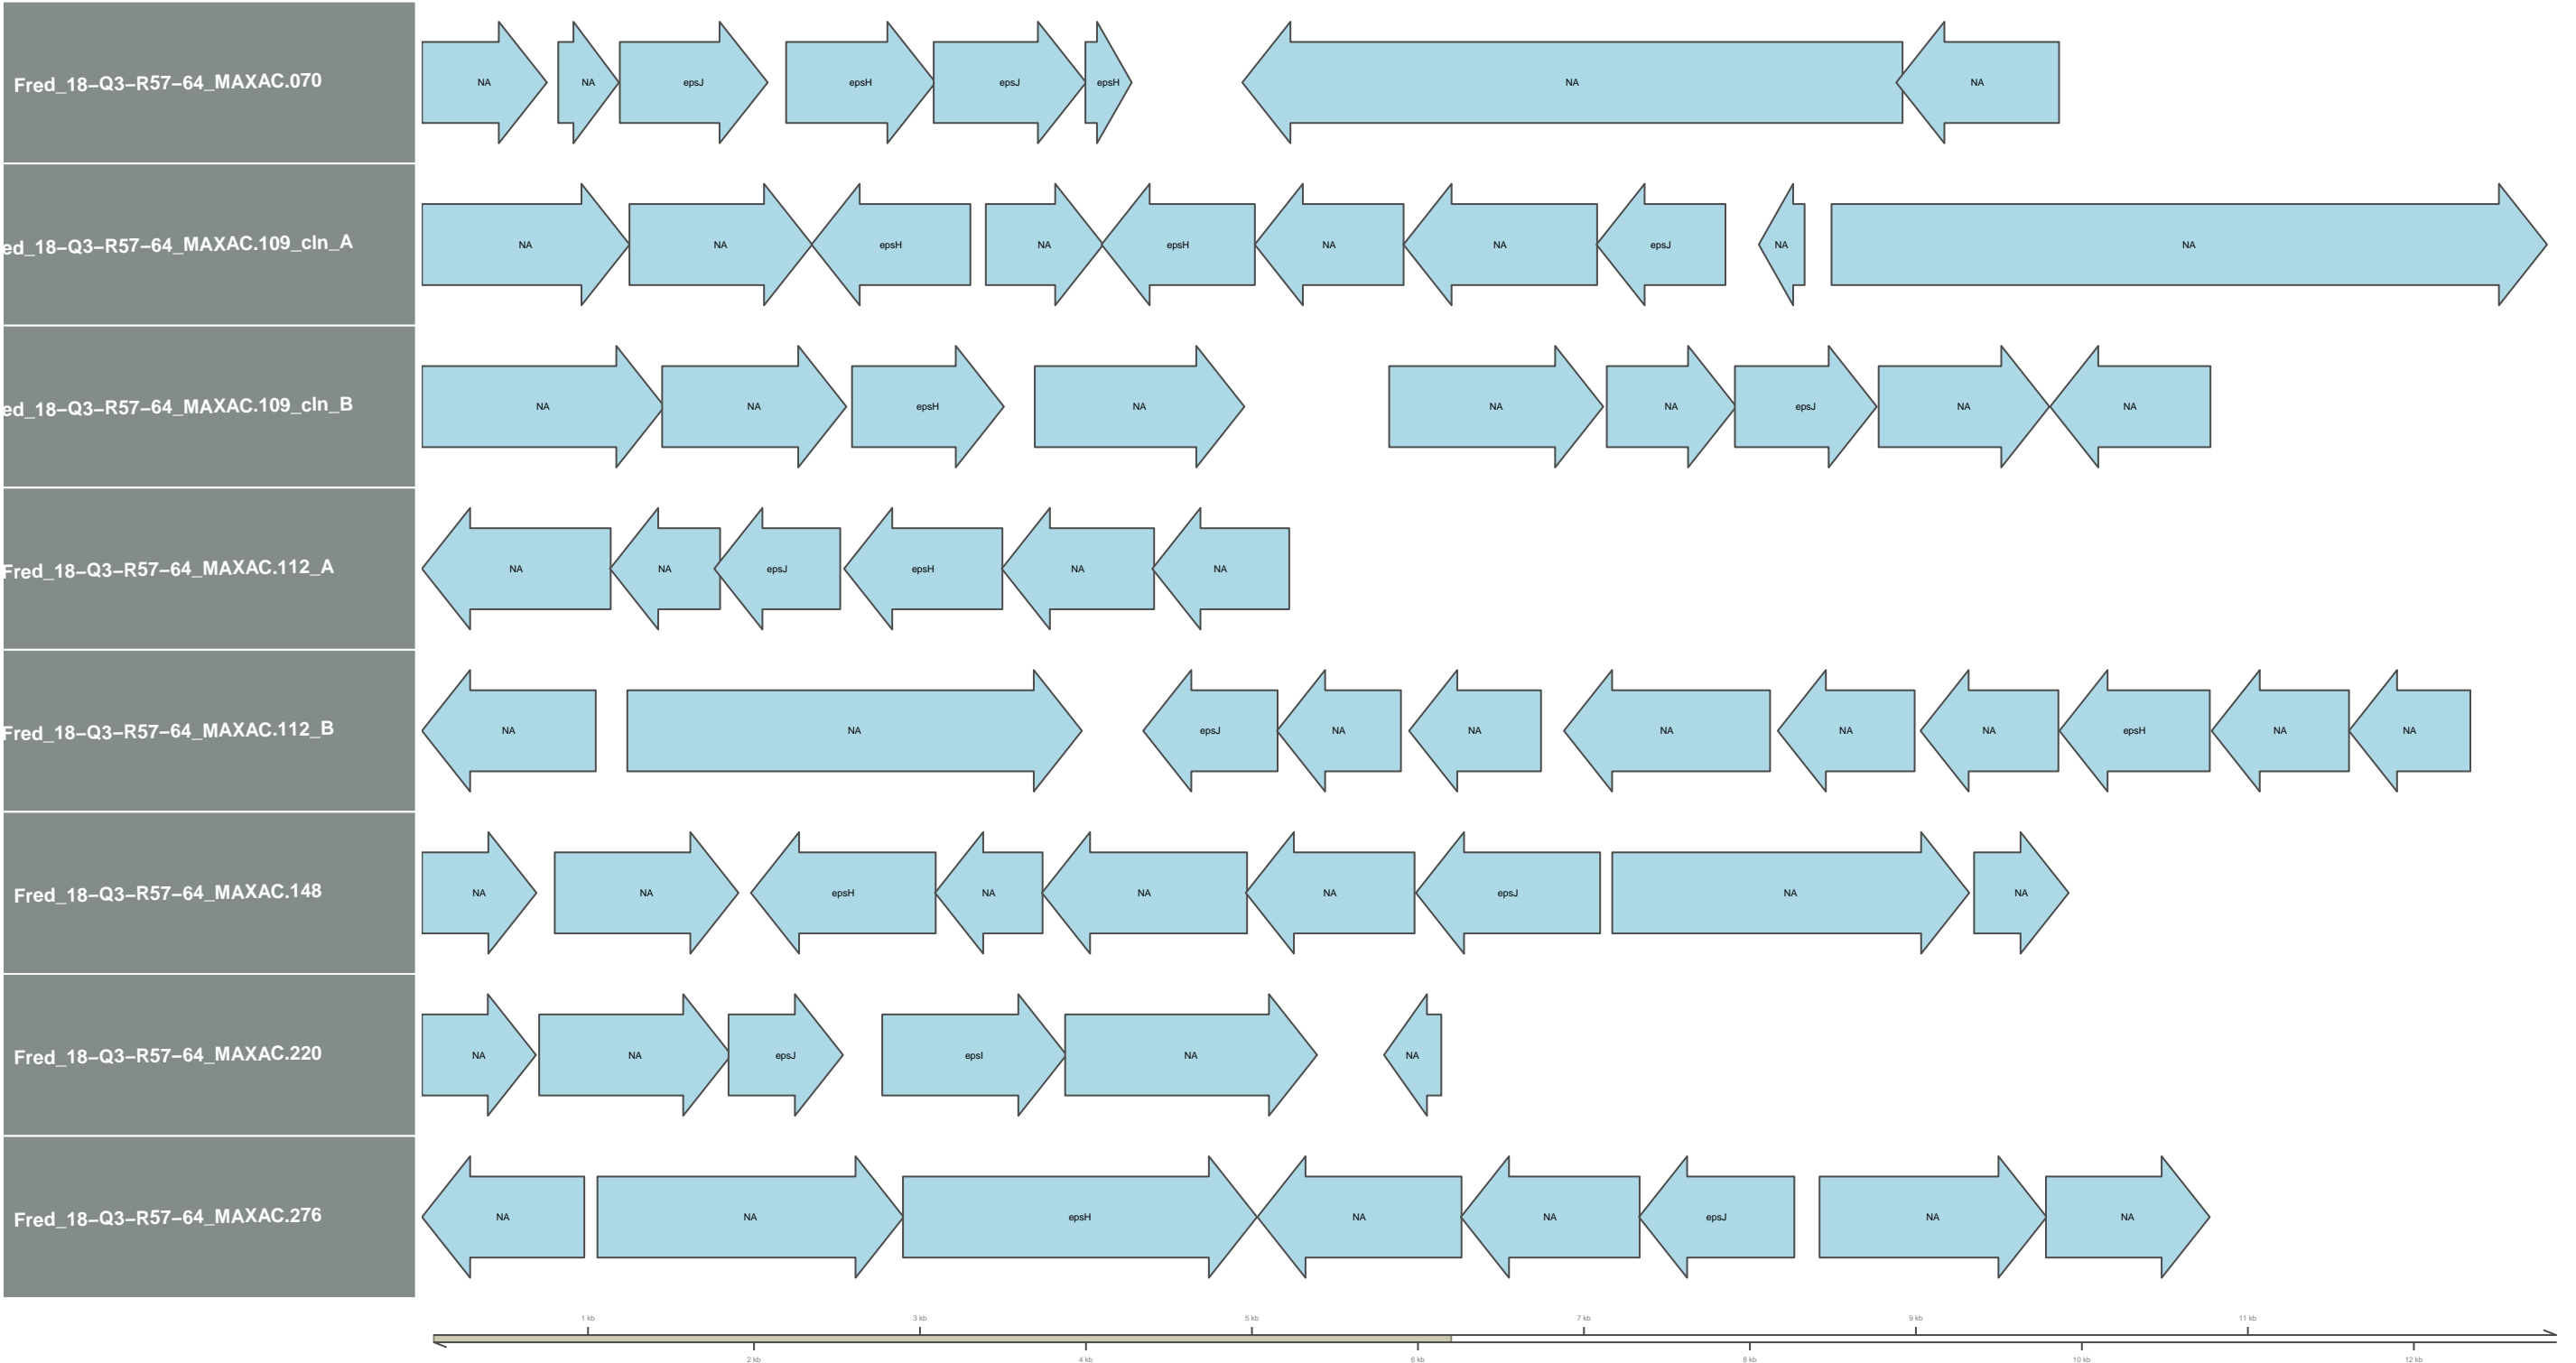 Fred_18−Q3−R57−64_MAXAC.070 NA NA epsJ epsH epsJ epsH NA NA
ed_18−Q3−R57−64_MAXAC.109_cln_A NA NA epsH NA epsH NA NA epsJ NA NA
ed_18−Q3−R57−64_MAXAC.109_cln_B NA NA epsH NA NA NA epsJ NA NA
Fred_18−Q3−R57−64_MAXAC.112_A NA NA epsJ epsH NA NA
Fred_18−Q3−R57−64_MAXAC.112_B NA NA epsJ NA NA NA NA NA epsH NA NA
Fred_18−Q3−R57−64_MAXAC.148 NA NA epsH NA NA NA epsJ NA NA
Fred_18−Q3−R57−64_MAXAC.220 NA NA epsJ epsI NA NA
Fred_18−Q3−R57−64_MAXAC.276 NA NA epsH NA NA epsJ NA NA
1 kb 3 kb 5 kb 7 kb 9 kb 11 kb
2 kb 4 kb 6 kb 8 kb 10 kb 12 kb